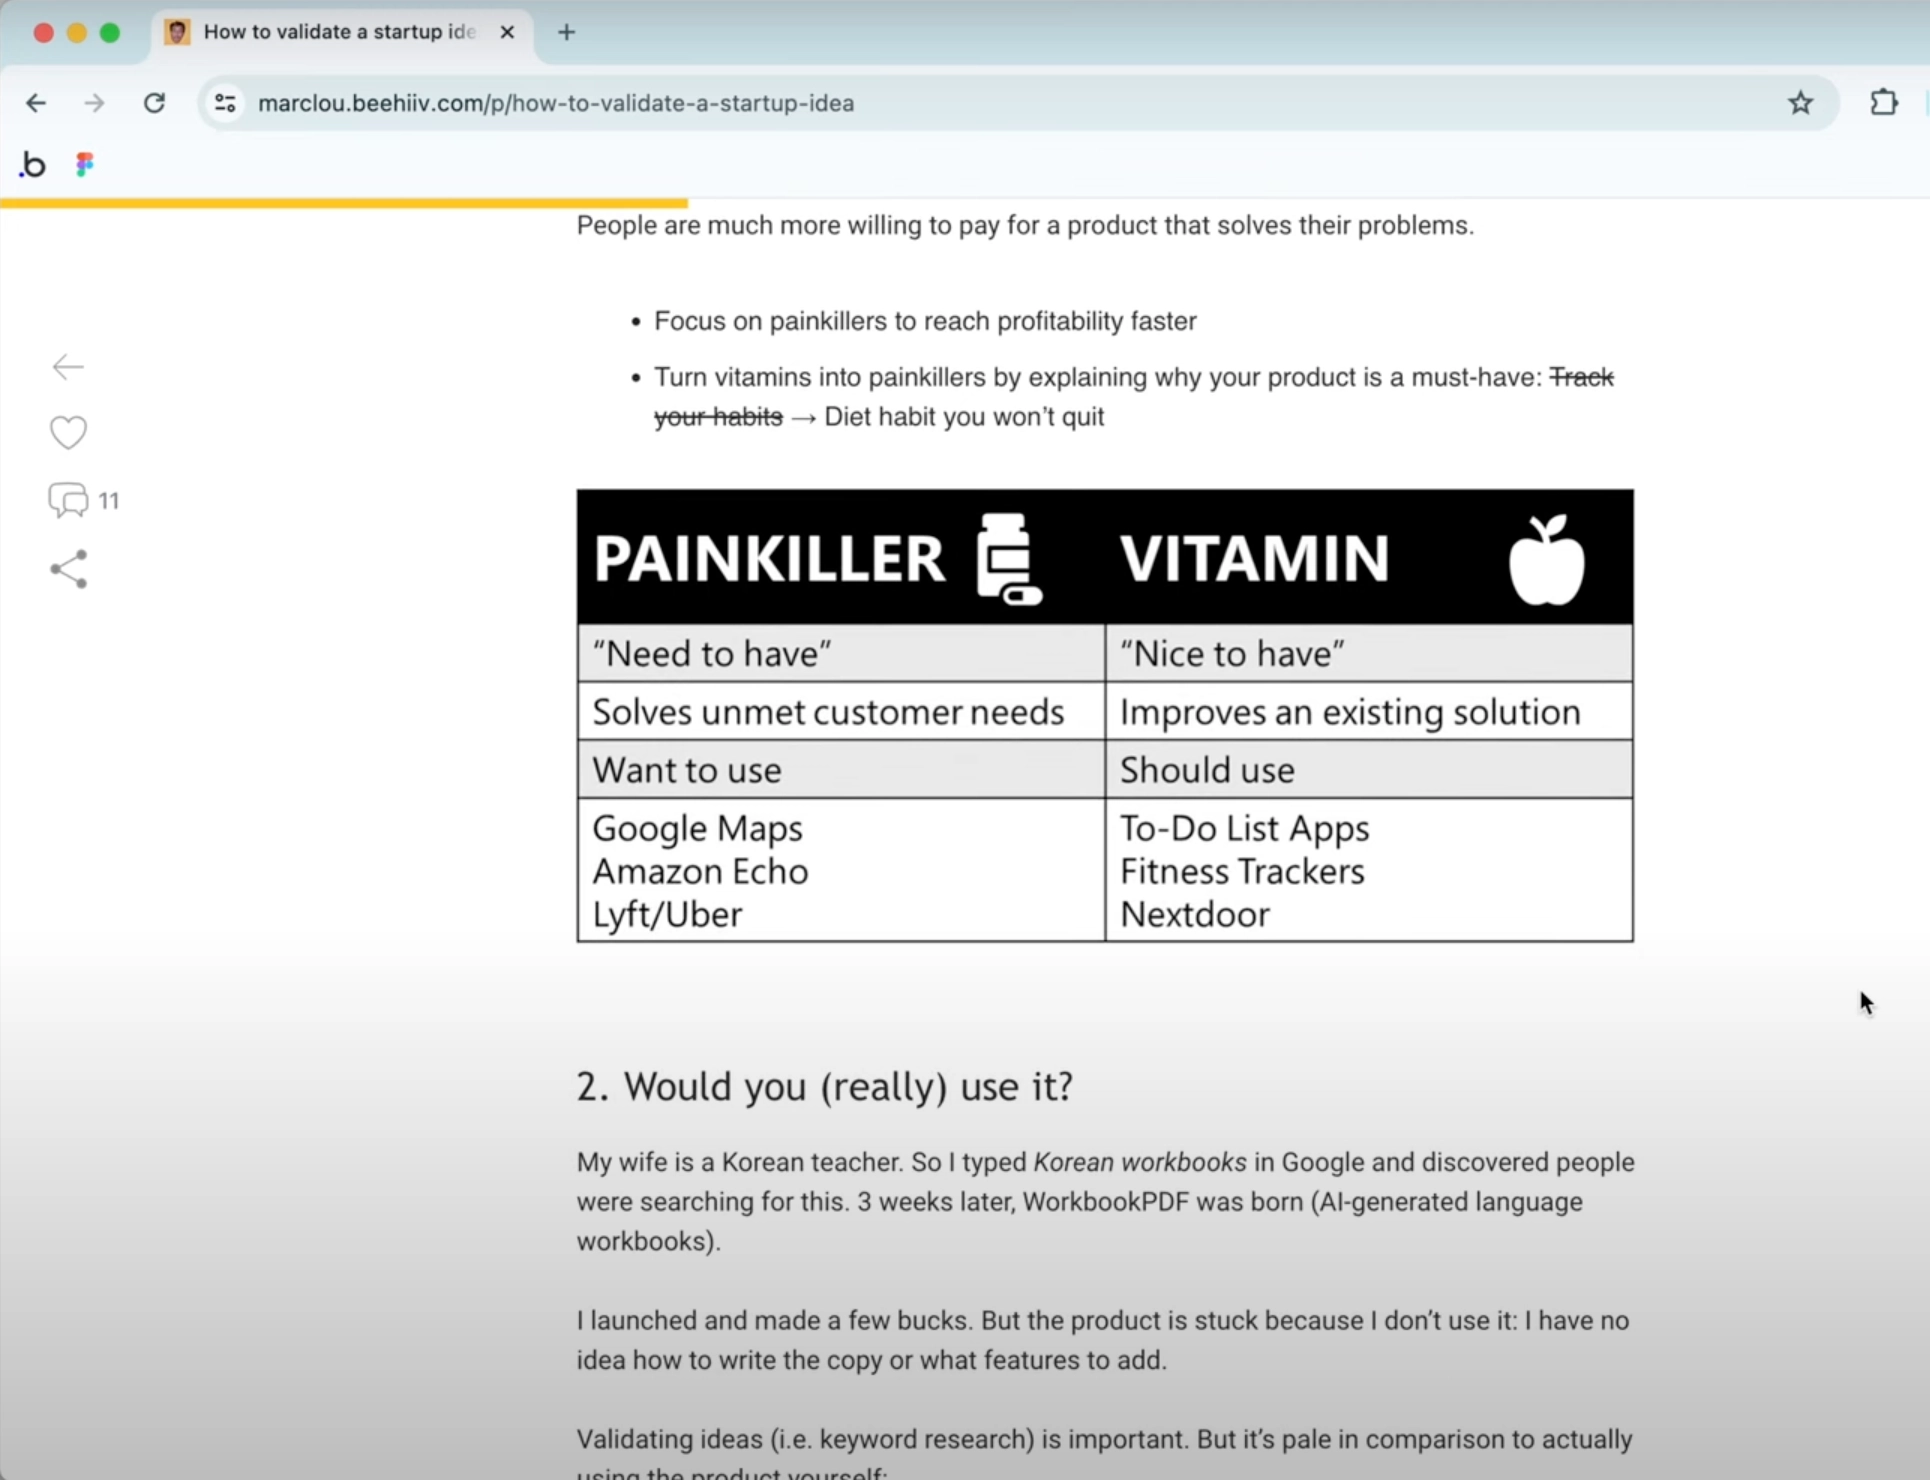 How to validate a startup ide
marclou.beehiiv.com/p/how-to-validate-a-startup-idea
.b
People are much more willing to pay for a product that solves their problems.
• Focus on painkillers to reach profitability faster
• Turn vitamins into painkillers by explaining why your product is a must-have: Track
your habits → Diet habit you won't quit
11
PAINKILLER VITAMIN
“Need to have” “Nice to have”
Solves unmet customer needs Improves an existing solution
Want to use Should use
Google Maps To-Do List Apps
Amazon Echo Fitness Trackers
Lyft/Uber Nextdoor
2. Would you (really) use it?
My wife is a Korean teacher. So I typed Korean workbooks in Google and discovered people
were searching for this. 3 weeks later, WorkbookPDF was born (AI-generated language
workbooks).
I launched and made a few bucks. But the product is stuck because I don’t use it: I have no
idea how to write the copy or what features to add.
Validating ideas (i.e. keyword research) is important. But it’s pale in comparison to actually
using the product yourself: